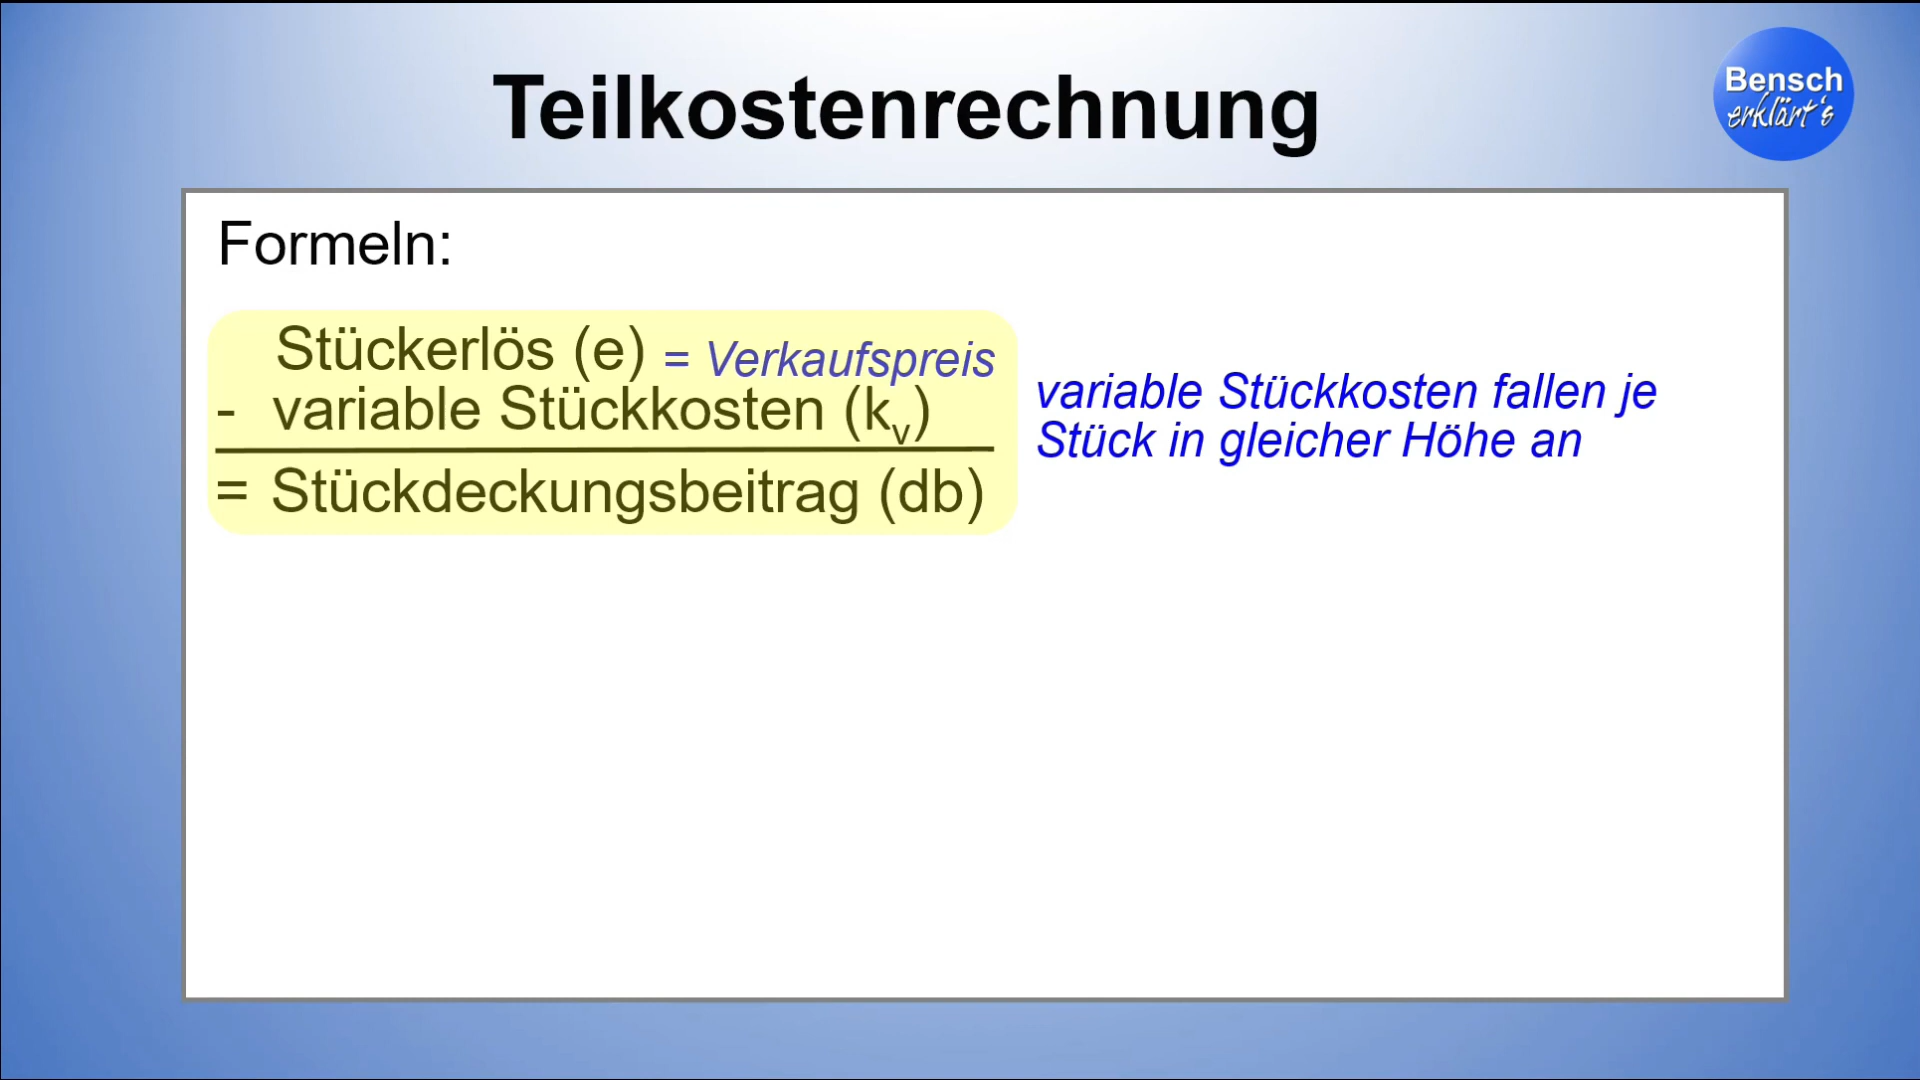 Teilkostenrechnung
Bensch
erklärt's
Formeln:
Stückerlös (e) = Verkaufspreis
- variable Stückkosten (kᵥ)
= Stückdeckungsbeitrag (db)
variable Stückkosten fallen je
Stück in gleicher Höhe an